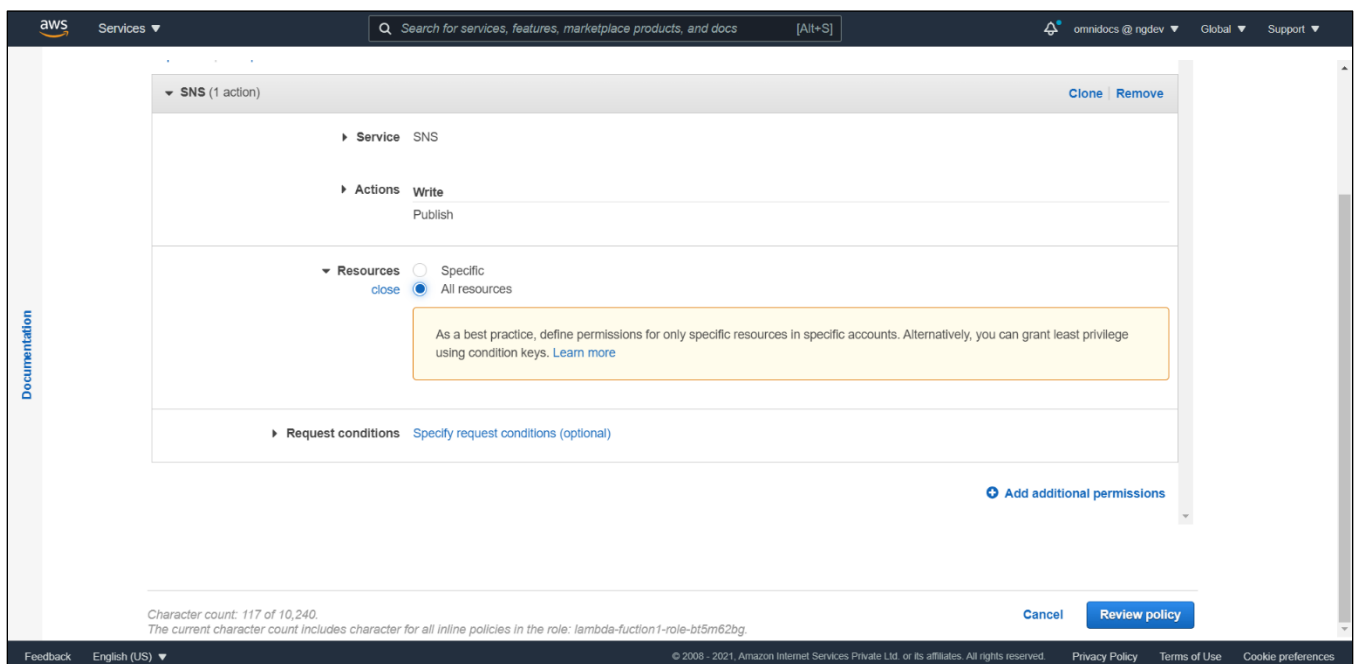 aws Services ▼ Search for services, features, marketplace products, and docs [Alt+S] omnidocs @ ngdev ▼ Global ▼ Support ▼
SNS (1 action) Clone | Remove
Service SNS
Actions Write
Publish
Resources Specific
close All resources
As a best practice, define permissions for only specific resources in specific accounts. Alternatively, you can grant least privilege
using condition keys. Learn more
Documentation
Request conditions Specify request conditions (optional)
Add additional permissions
Character count: 117 of 10,240. Cancel Review policy
The current character count includes character for all inline policies in the role: lambda-fuction1-role-bt5m62bg.
Feedback English (US) ▼ © 2008 - 2021, Amazon Internet Services Private Ltd. or its affiliates. All rights reserved. Privacy Policy Terms of Use Cookie preferences